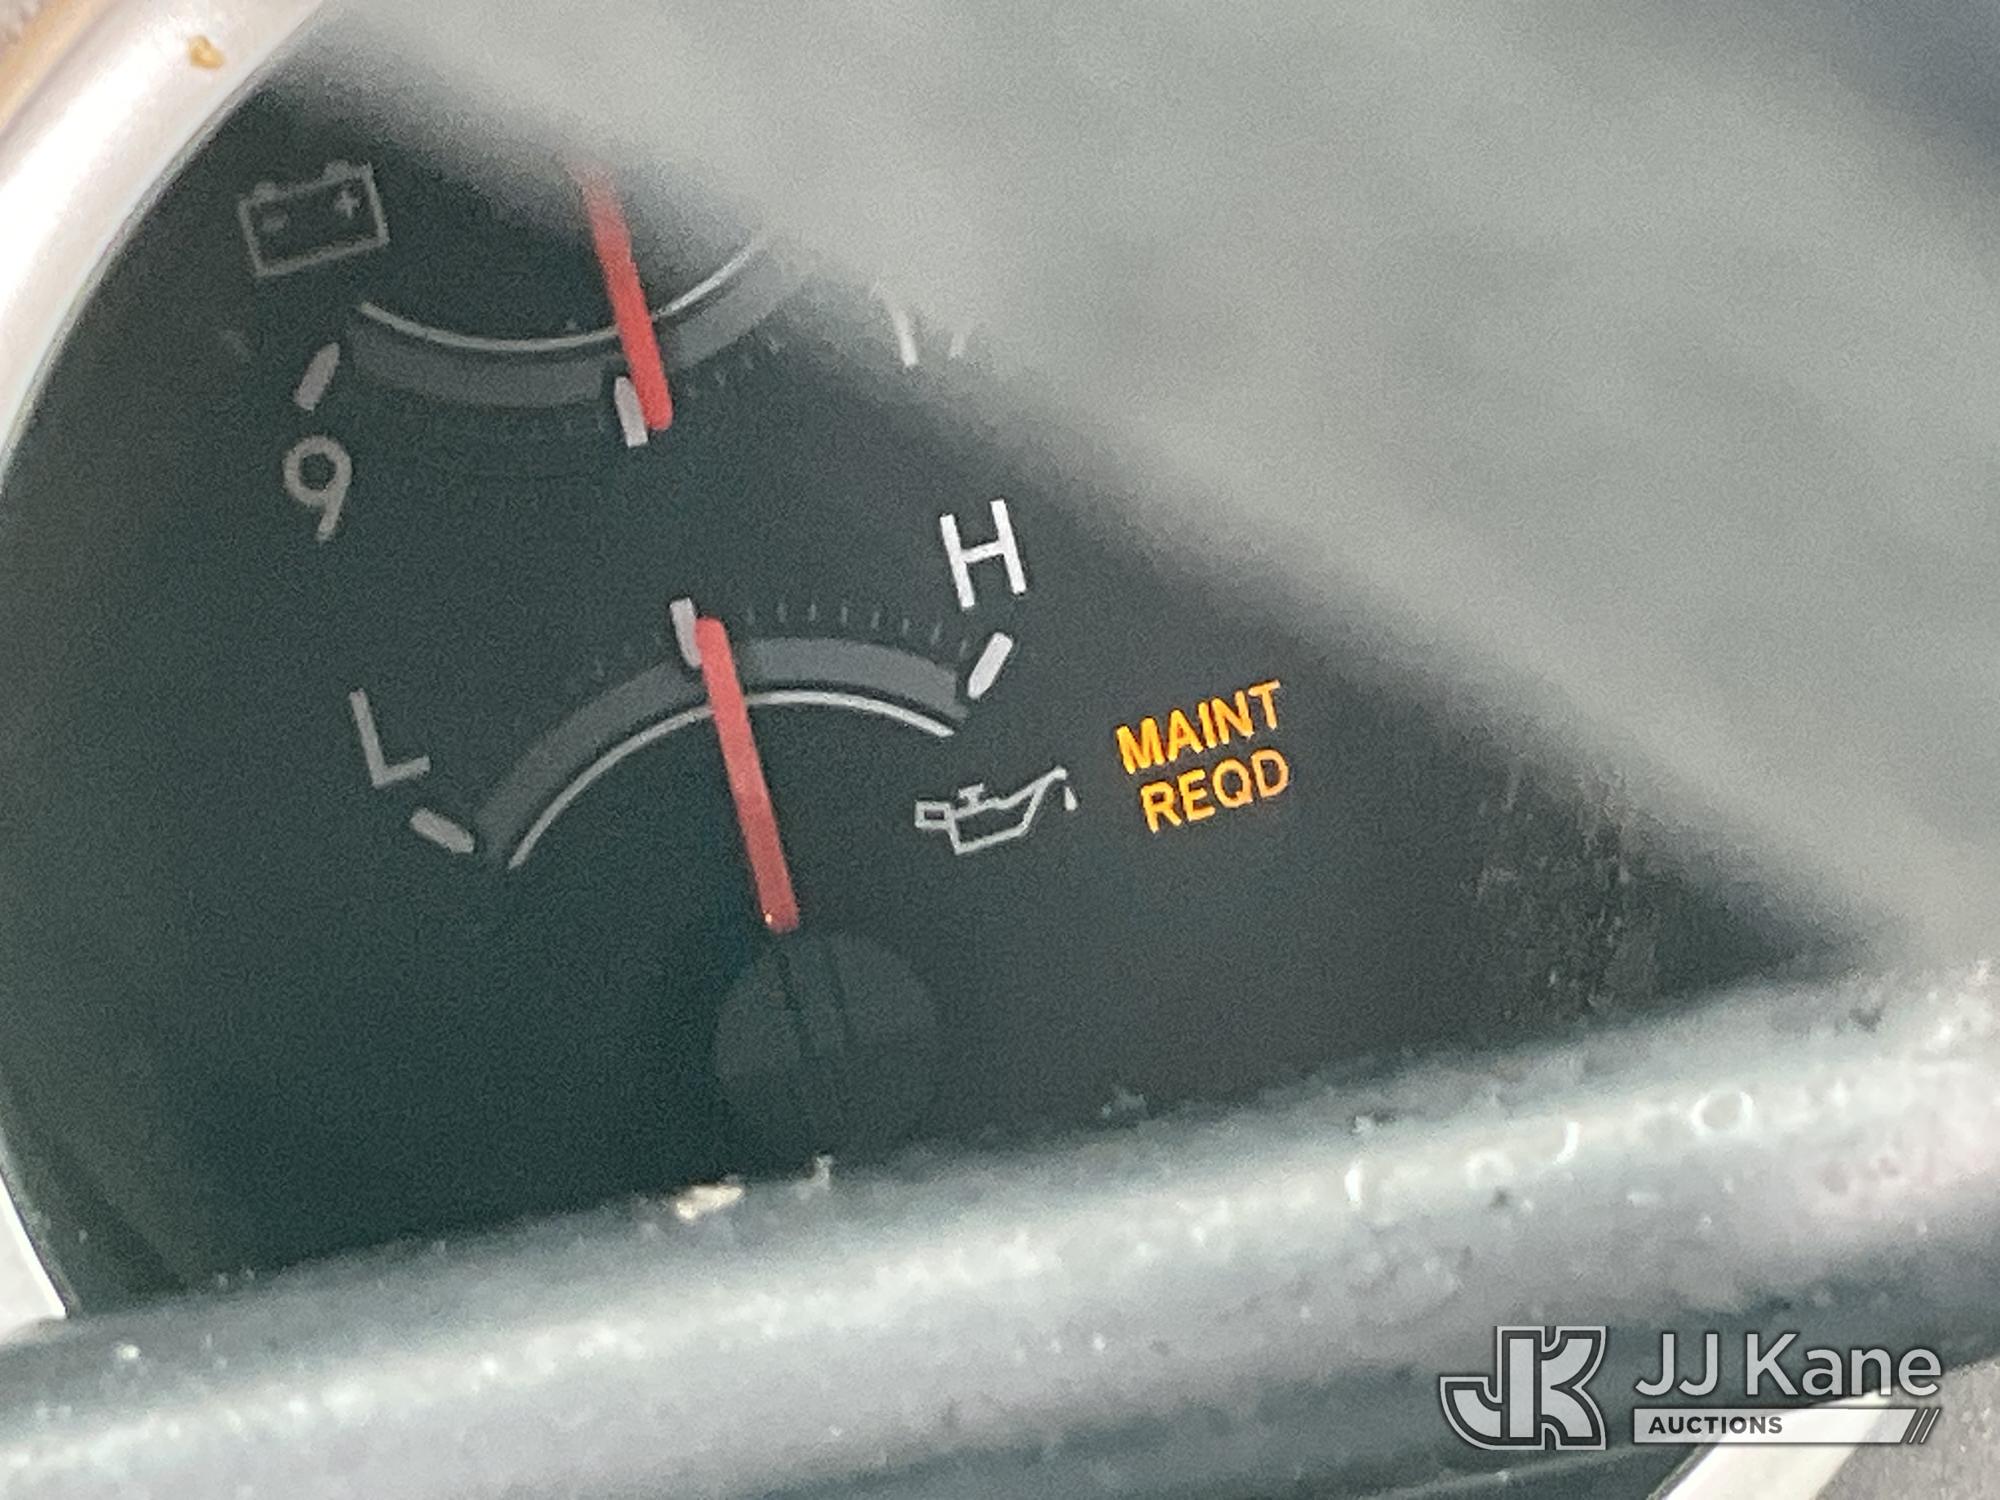 9
H
L
MAINT
REQD
JJ Kane
AUCTIONS